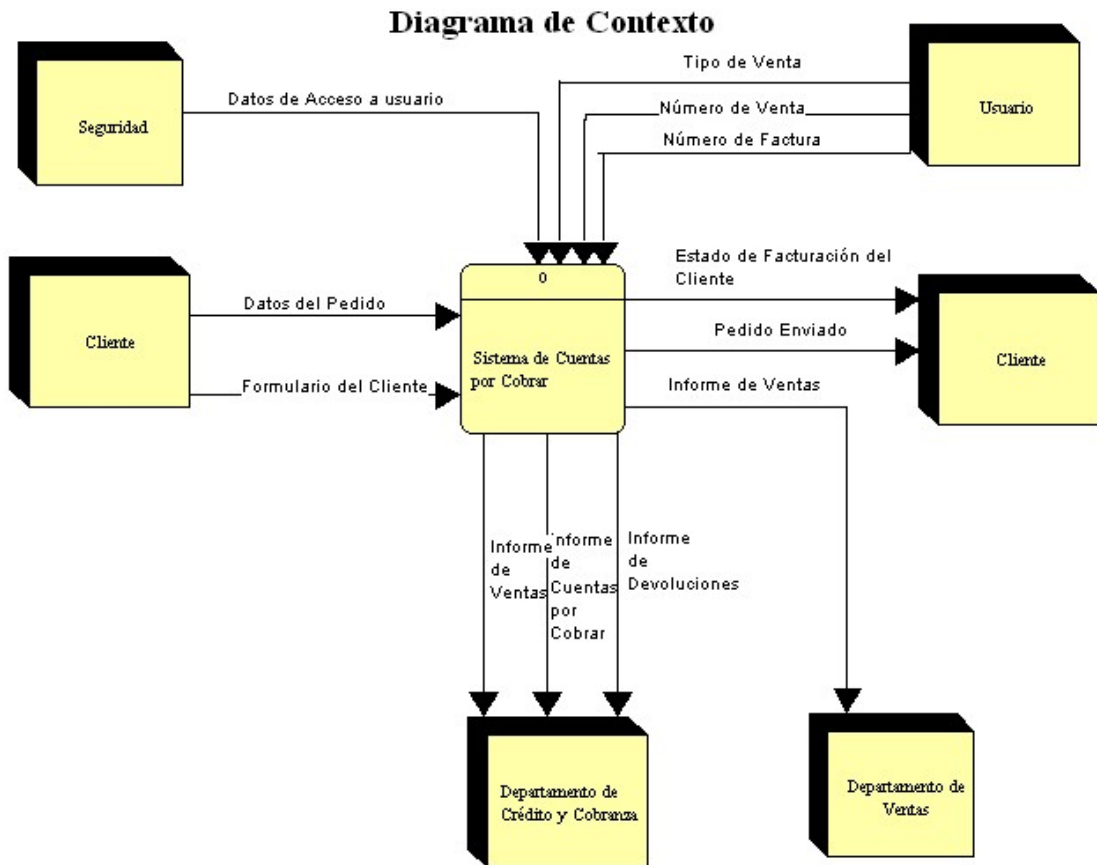 Diagrama de Contexto
Seguridad
Datos de Acceso a usuario
Tipo de Venta
Número de Venta
Número de Factura
Usuario
Cliente
Datos del Pedido
Formulario del Cliente
0
Sistema de Cuentas
por Cobrar
Estado de Facturación del
Cliente
Pedido Enviado
Informe de Ventas
Cliente
Informe
de
Ventas
Informe
de
Cuentas
por
Cobrar
Informe
de
Devoluciones
Departamento de
Crédito y Cobranza
Departamento de
Ventas